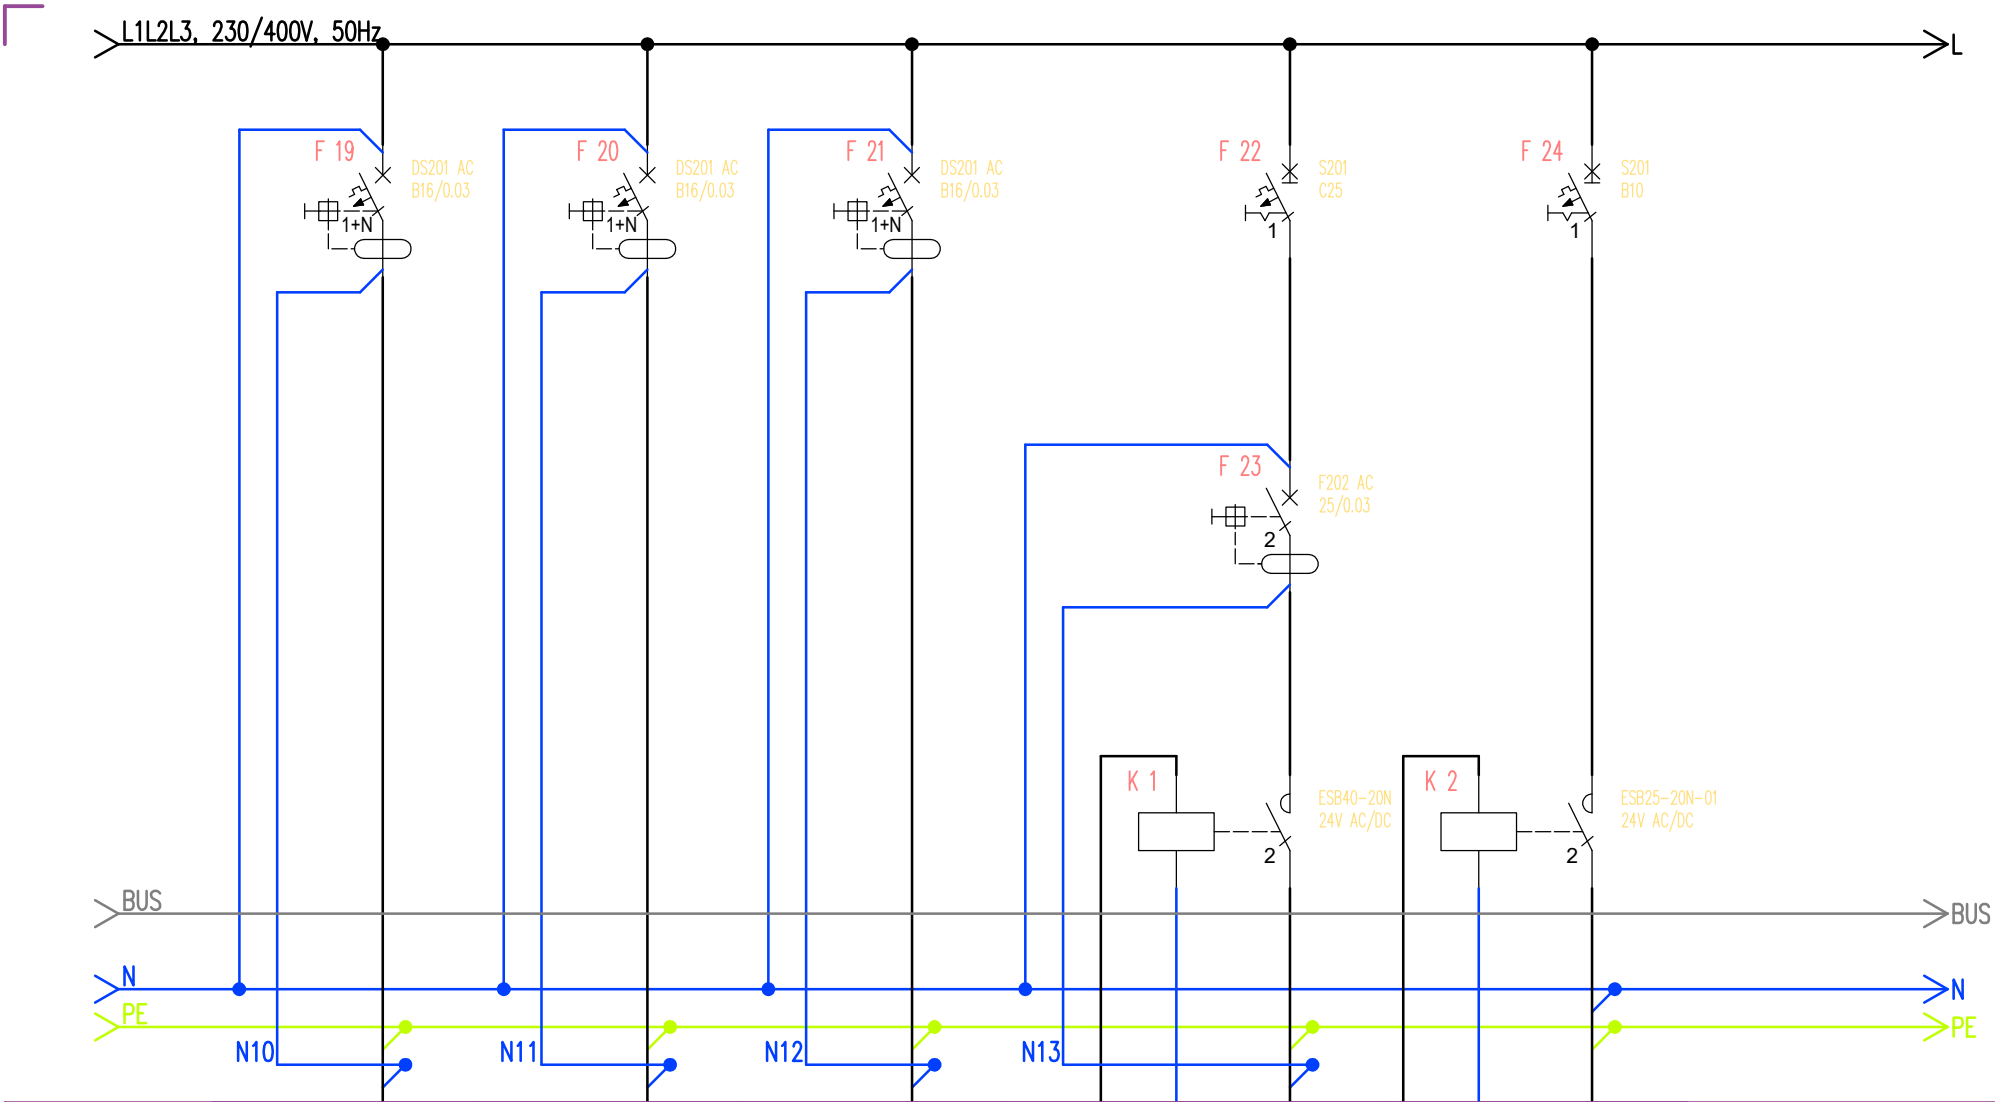 L1L2L3, 230/400V, 50Hz
L
F 19
DS201 AC
B16/0.03
1+N
F 20
DS201 AC
B16/0.03
1+N
F 21
DS201 AC
B16/0.03
1+N
F 22
S201
C25
1
F 24
S201
B10
1
F 23
F202 AC
25/0.03
2
K 1
ESB40-20N
24V AC/DC
2
K 2
ESB25-20N-01
24V AC/DC
2
BUS
BUS
N
N
PE
PE
N10
N11
N12
N13